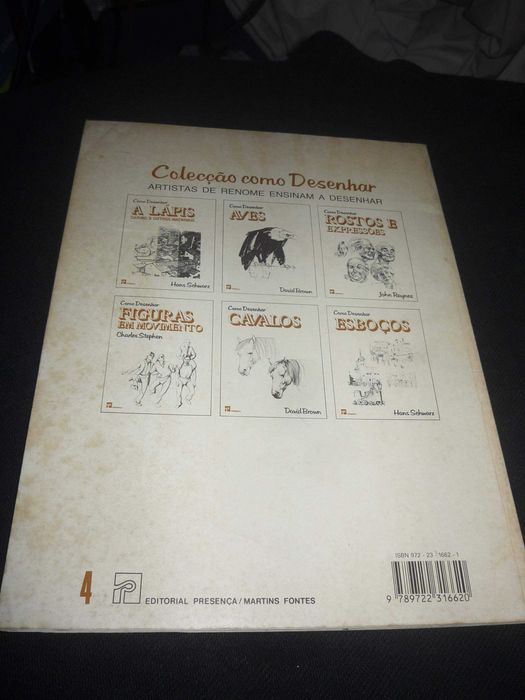 Colecção como Desenhar
ARTISTAS DE RENOME ENSINAM A DESENHAR
Como Desenhar
A LÁPIS
Hans Schwarz
Como Desenhar
AVES
David Brown
Como Desenhar
ROSTOS E
EXPRESSÕES
John Raynes
Como Desenhar
FIGURAS
EM MOVIMENTO
Charles Stephen
Como Desenhar
CAVALOS
David Brown
Como Desenhar
ESBOÇOS
Hans Schwarz
ISBN 972-23-1662-1
9 789722 316620
4
EDITORIAL PRESENÇA/MARTINS FONTES